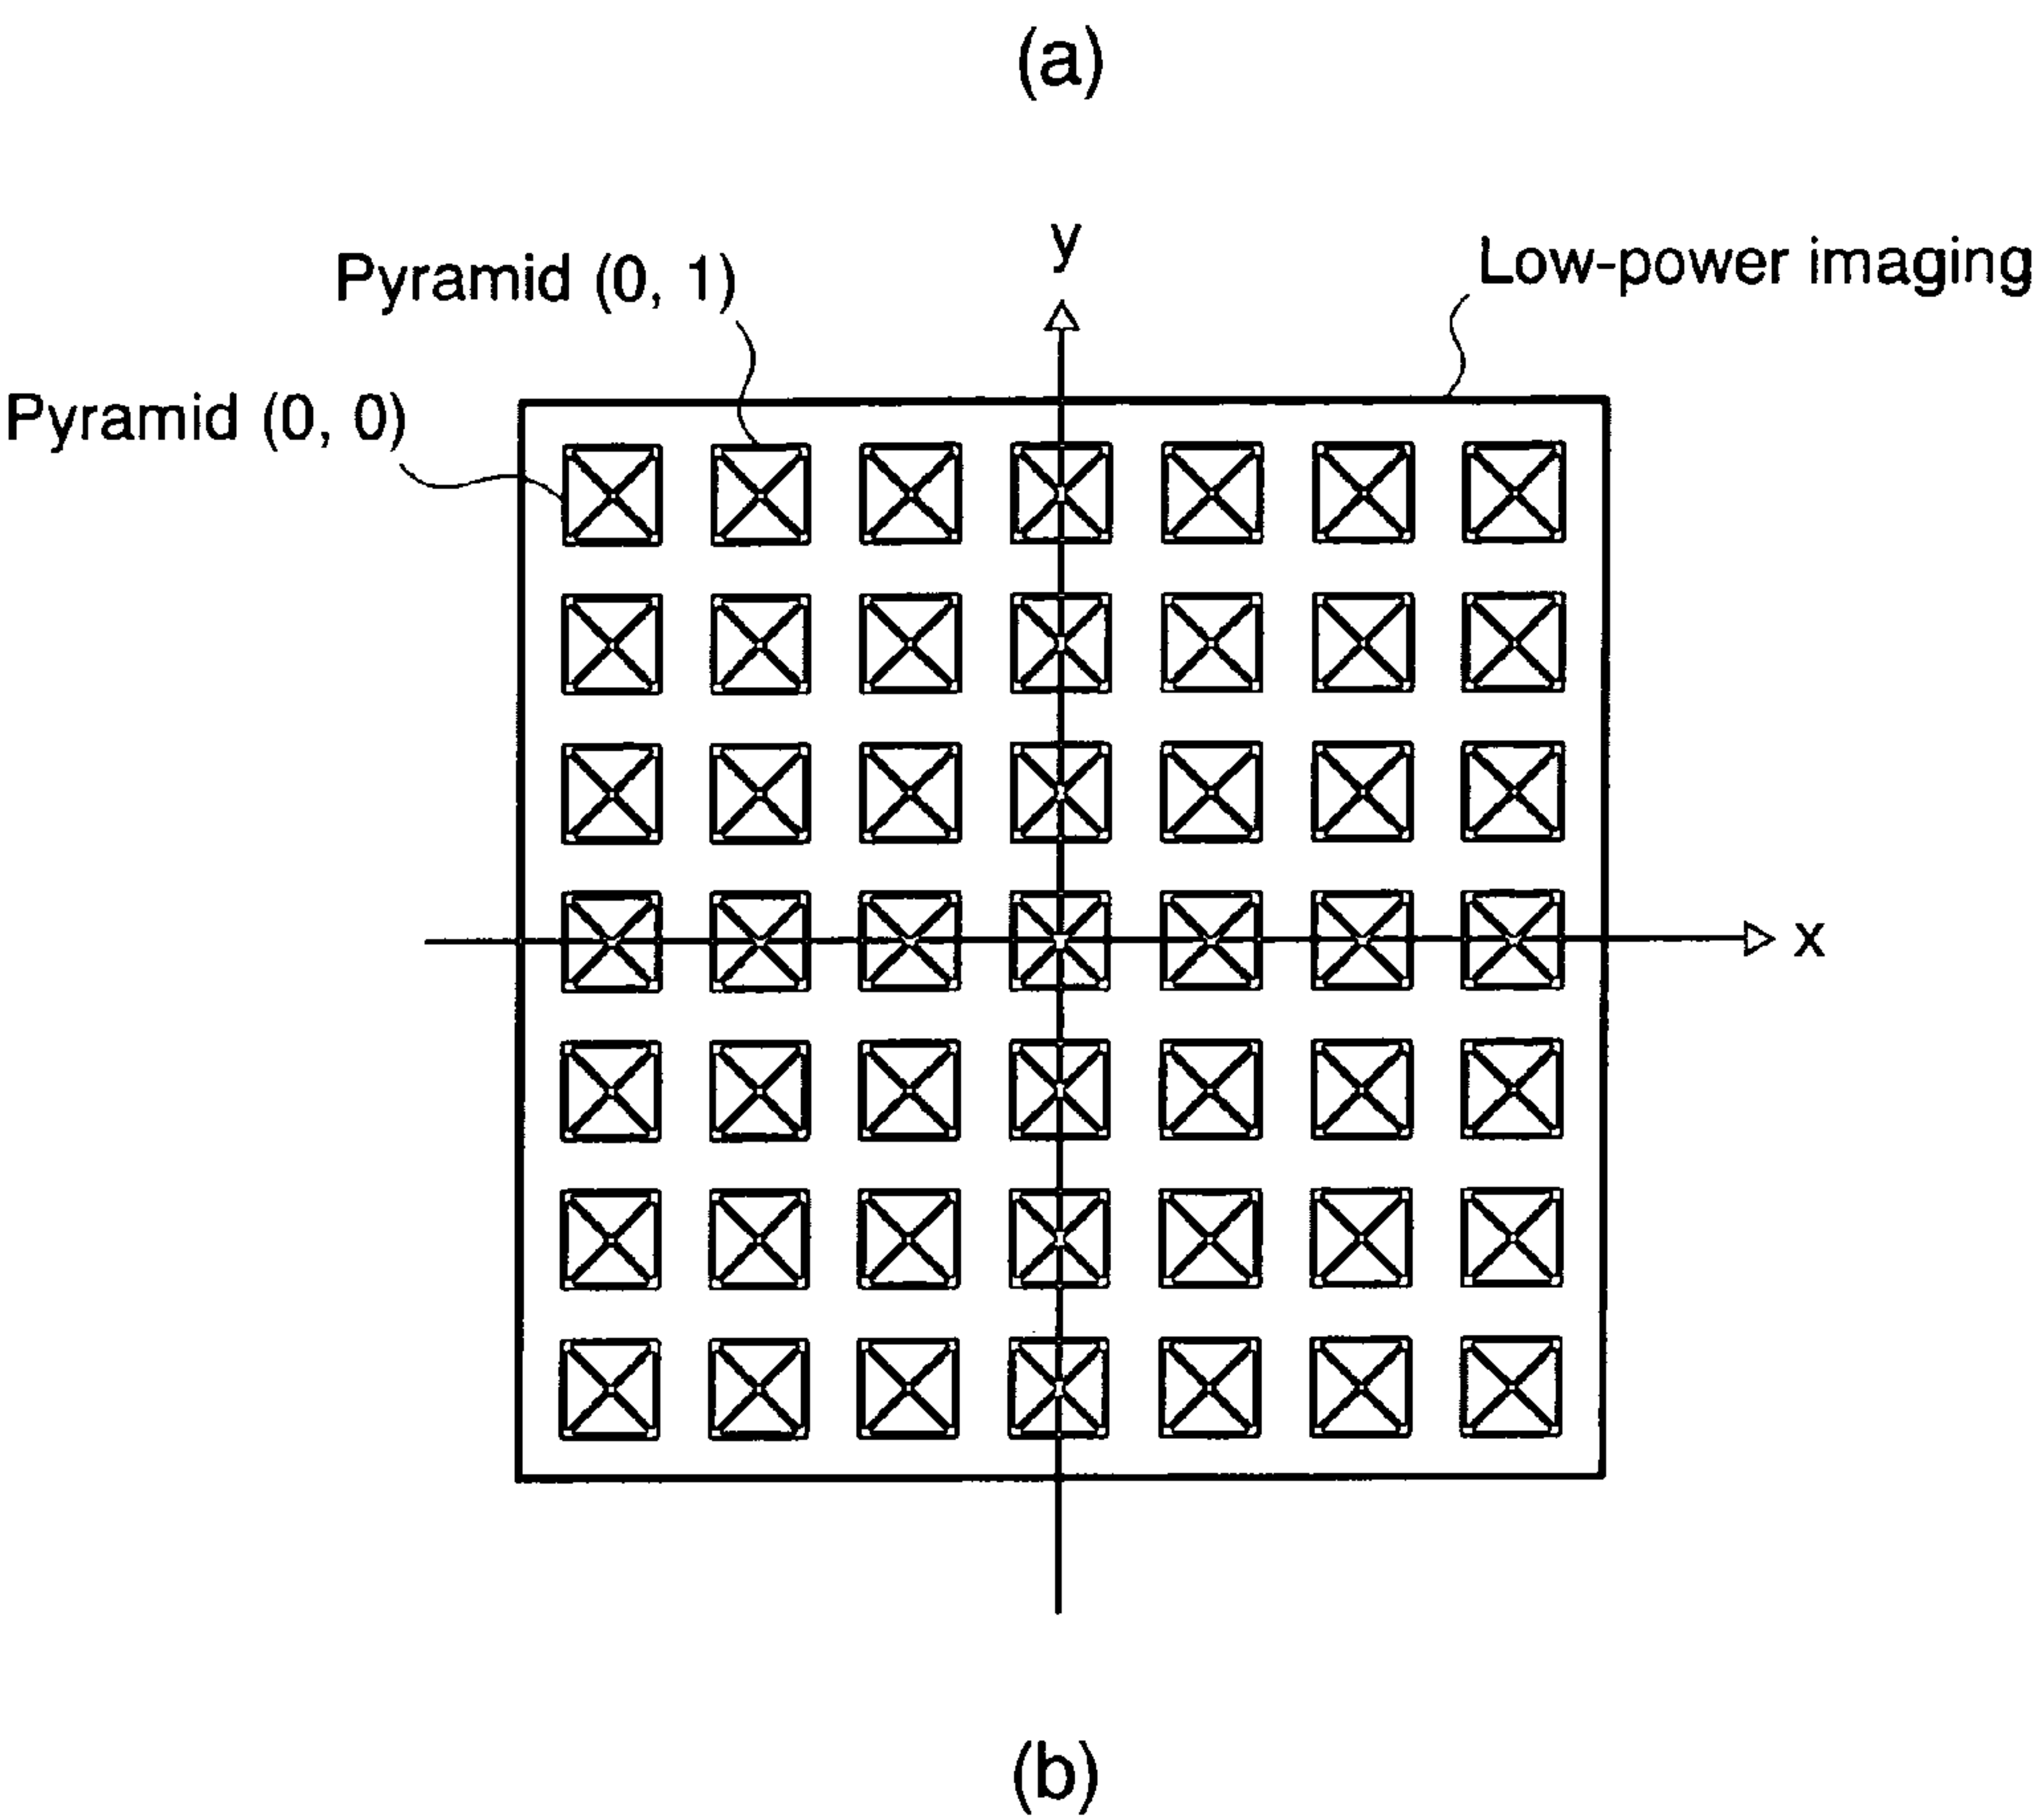 (a)
y
Low-power imaging
Pyramid (0, 1)
Pyramid (0, 0)
x
(b)